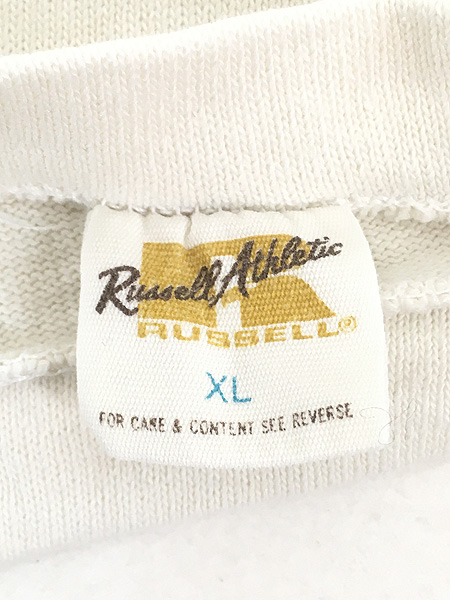 Russell Athletic
RUSSELL®
XL
FOR CARE & CONTENT SEE REVERSE